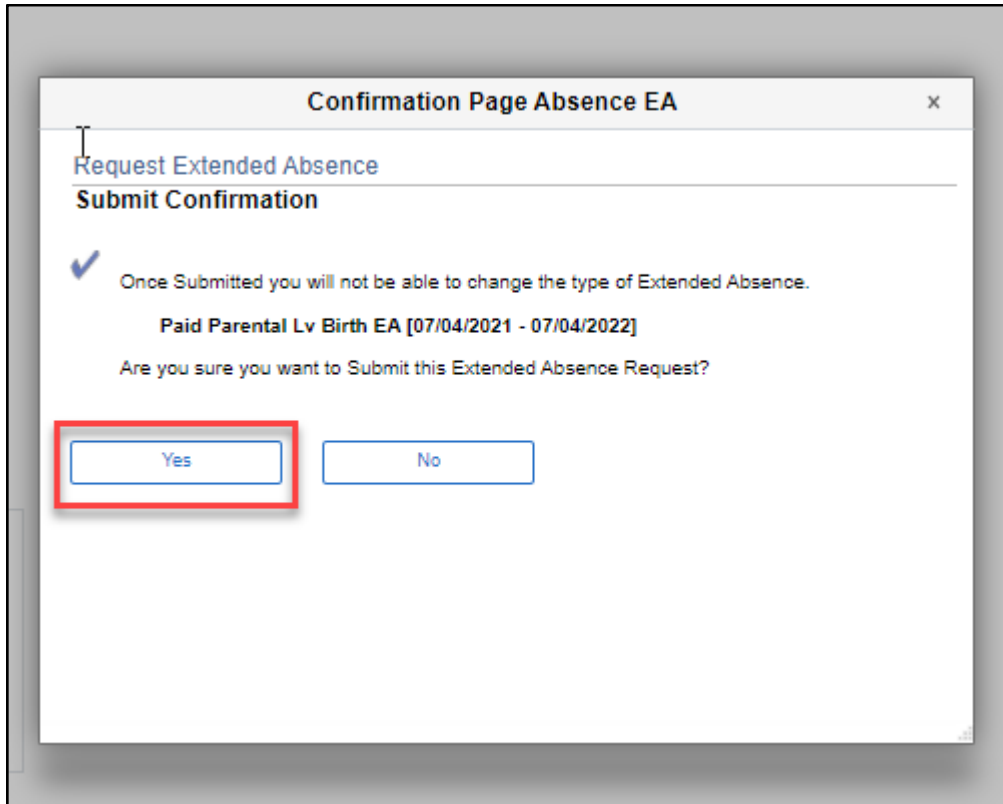 Confirmation Page Absence EA
×
Request Extended Absence
Submit Confirmation
Once Submitted you will not be able to change the type of Extended Absence.
Paid Parental Lv Birth EA [07/04/2021 - 07/04/2022]
Are you sure you want to Submit this Extended Absence Request?
Yes
No